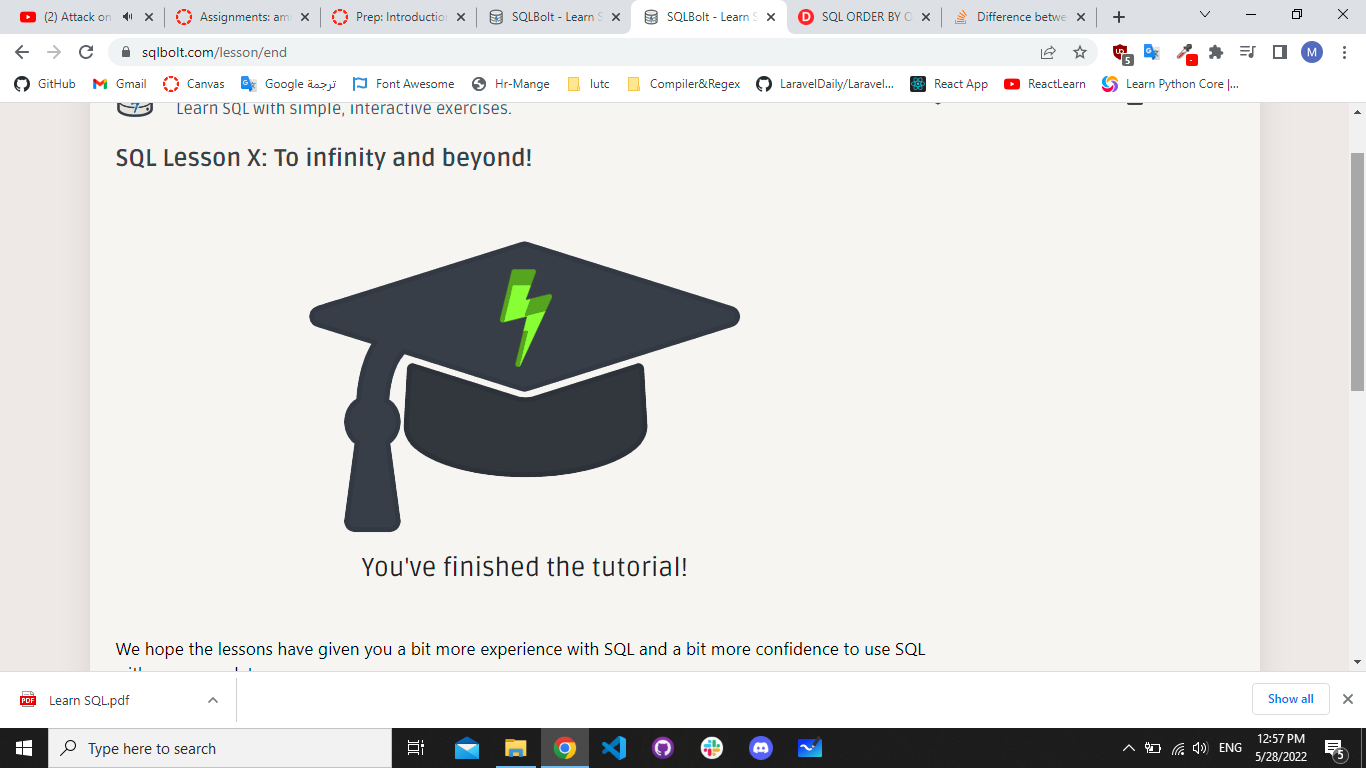 (2) Attack on
Assignments: am
Prep: Introductio
SQLBolt - Learn S
SQLBolt - Learn S
SQL ORDER BY C
Difference betwe
sqlbolt.com/lesson/end
5
M
GitHub
Gmail
Canvas
Google ترجمة
Font Awesome
Hr-Mange
lutc
Compiler&Regex
LaravelDaily/Laravel...
React App
ReactLearn
Learn Python Core |...
Learn SQL with simple, interactive exercises.
SQL Lesson X: To infinity and beyond!
You've finished the tutorial!
We hope the lessons have given you a bit more experience with SQL and a bit more confidence to use SQL
PDF
Learn SQL.pdf
Show all
Type here to search
ENG
12:57 PM
5/28/2022
5